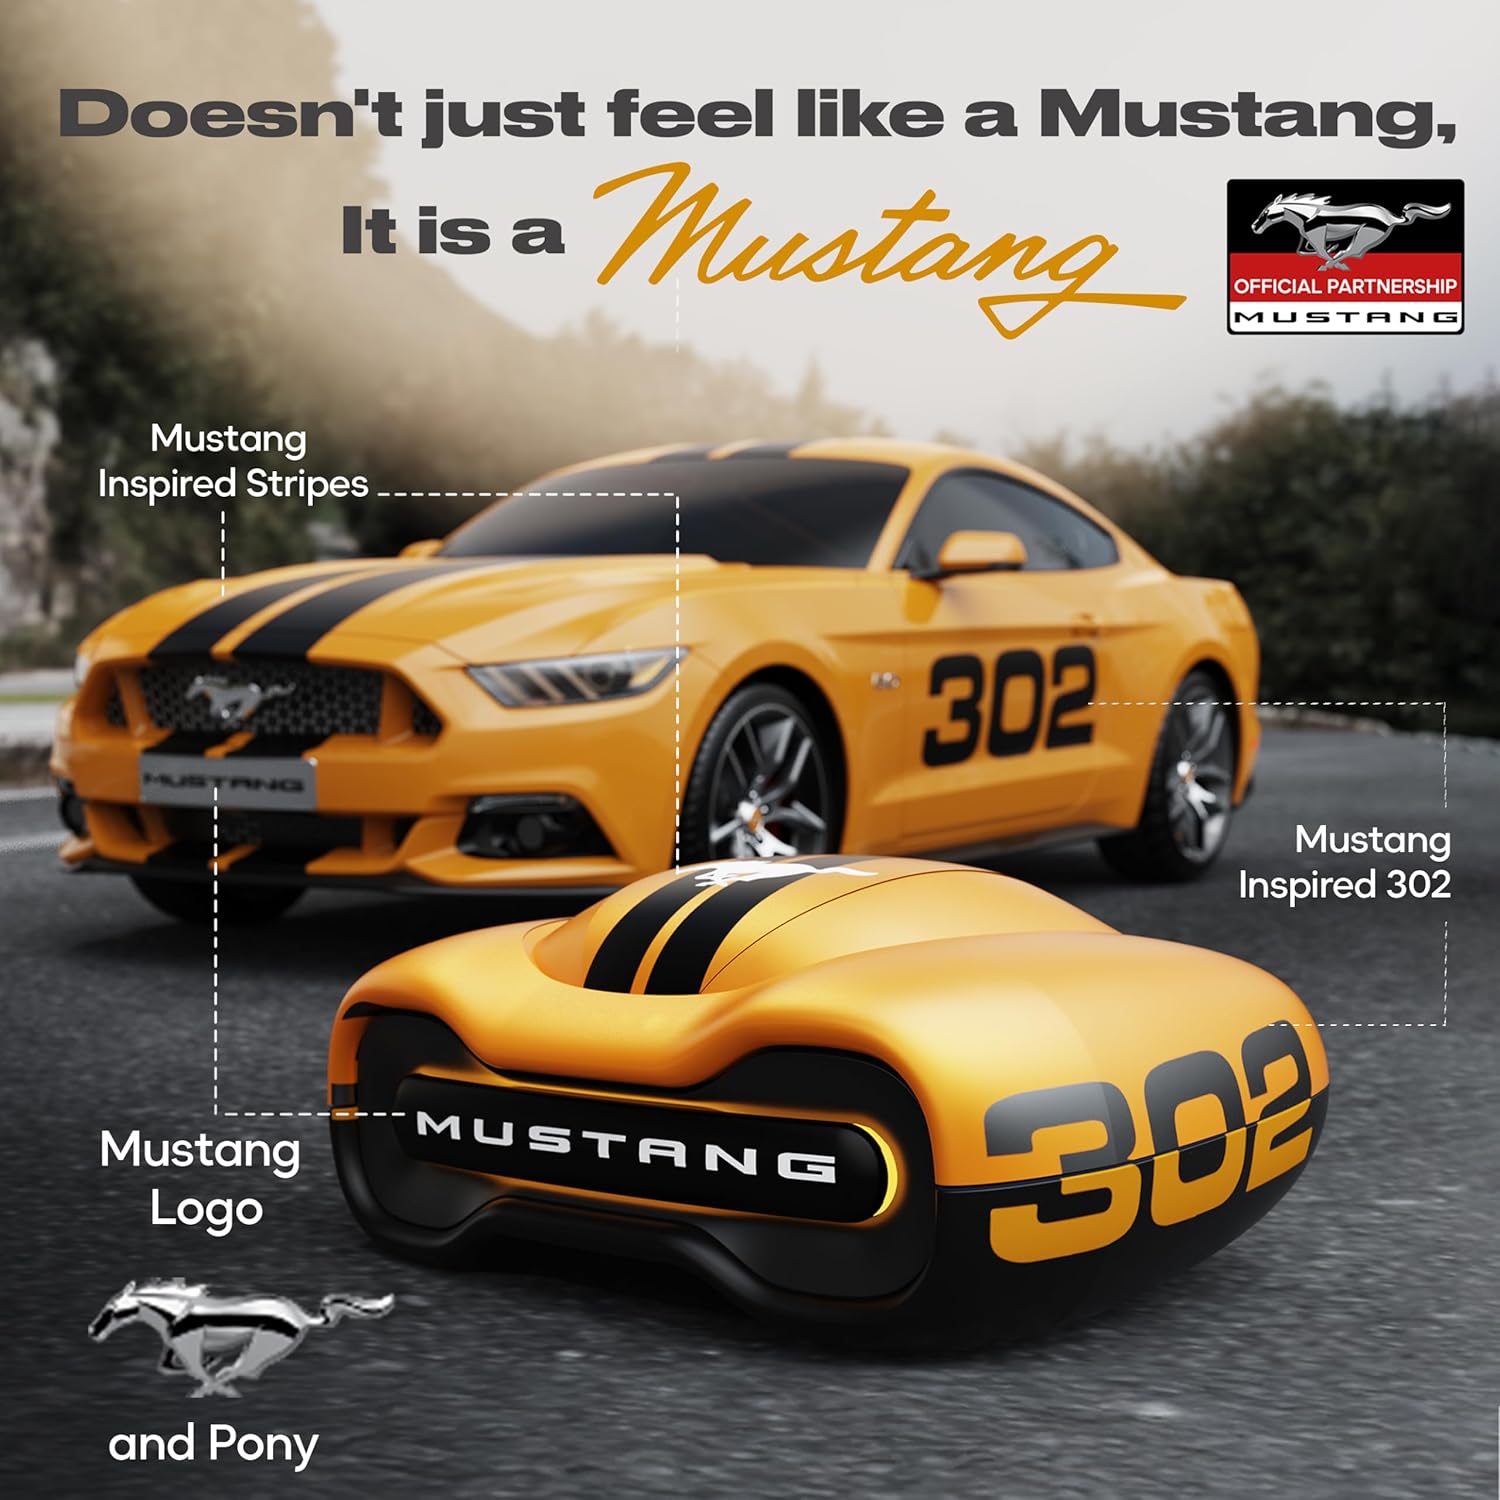 Doesn't just feel like a Mustang,
It is a Mustang
OFFICIAL PARTNERSHIP
MUSTANG
Mustang
Inspired Stripes
302
MUSTANG
Mustang
Inspired 302
302
MUSTANG
Mustang
Logo
and Pony